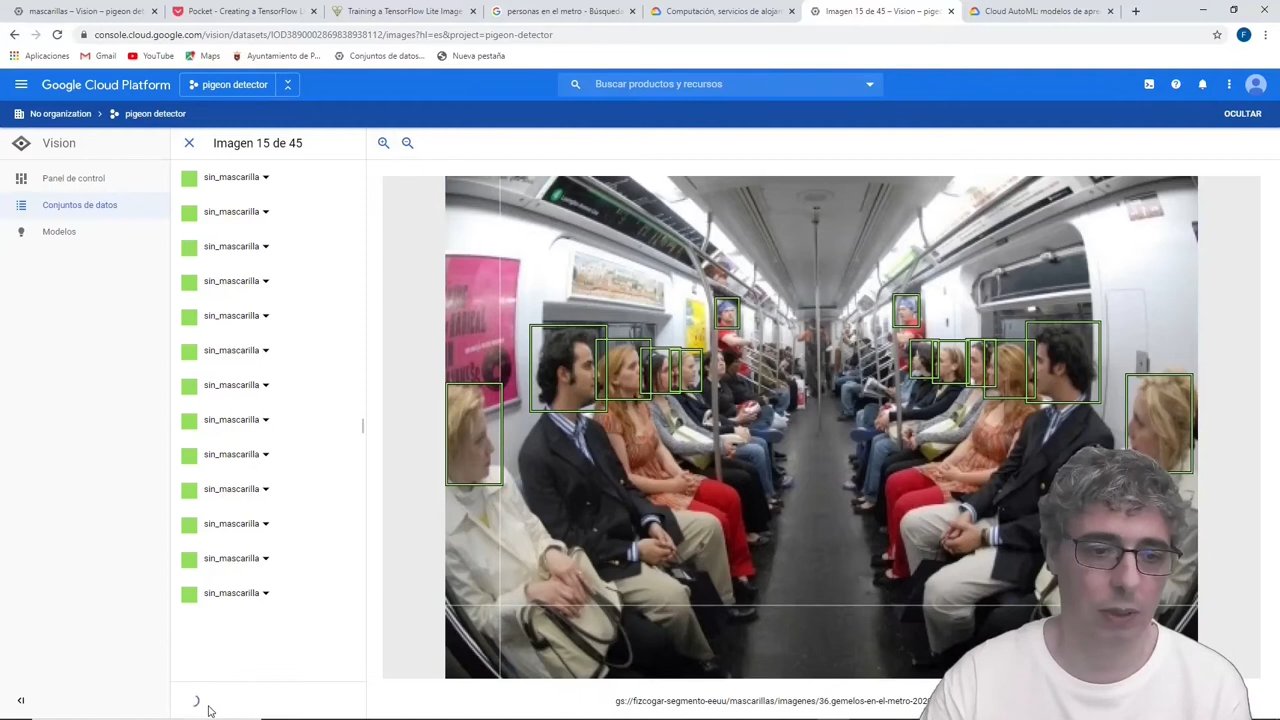 mascarillas – Vision – pigeon det
Pocket - Creating a TensorFlow L
Training a TensorFlow Lite Image
personas en el metro - Búsqueda
Computación, servicios de alojam
Imagen 15 de 45 – Vision – pigeo
Cloud AutoML: modelos de apre
console.cloud.google.com/vision/datasets/IOD3890002869838938112/images?hl=es&project=pigeon-detector
F
Aplicaciones
Gmail
YouTube
Maps
Ayuntamiento de P...
Conjuntos de datos...
Nueva pestaña
Google Cloud Platform
pigeon detector
Buscar productos y recursos
No organization
pigeon detector
OCULTAR
Vision
Imagen 15 de 45
Panel de control
Conjuntos de datos
Modelos
sin_mascarilla
sin_mascarilla
sin_mascarilla
sin_mascarilla
sin_mascarilla
sin_mascarilla
sin_mascarilla
sin_mascarilla
sin_mascarilla
sin_mascarilla
sin_mascarilla
sin_mascarilla
sin_mascarilla
gs://fizcogar-segmento-eeuu/mascarillas/imagenes/36.gemelos-en-el-metro-202